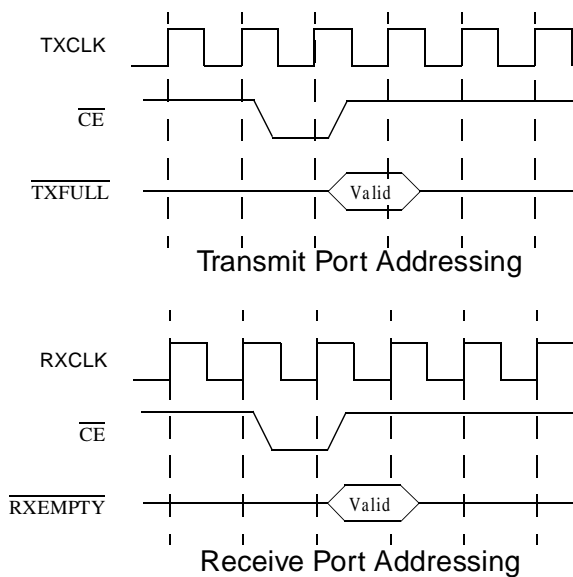 TXCLK
CE
TXFULL
Valid
Transmit Port Addressing
RXCLK
CE
RXEMPTY
Valid
Receive Port Addressing